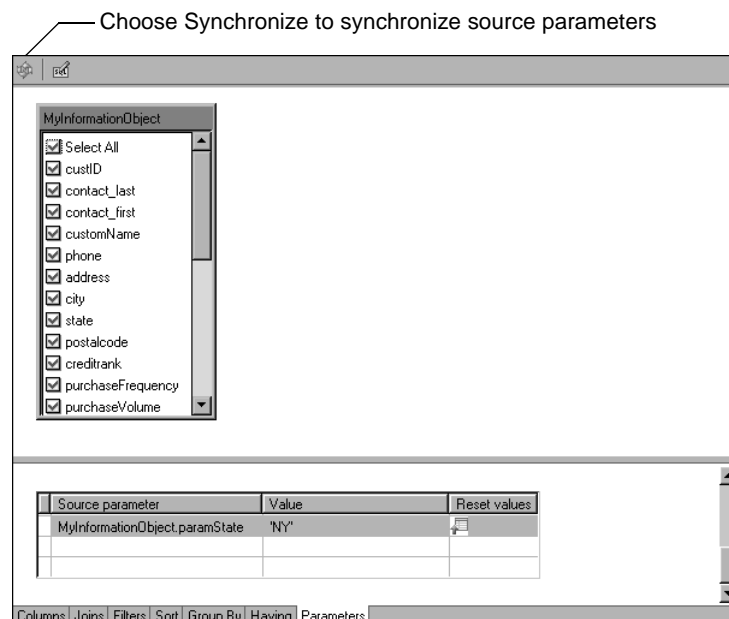 Choose Synchronize to synchronize source parameters
MyInformationObject
Select All
custID
contact_last
contact_first
customName
phone
address
city
state
postalcode
creditrank
purchaseFrequency
purchaseVolume
Source parameter Value Reset values
MyInformationObject.paramState 'NY'
Columns Joins Filters Sort Group By Having Parameters